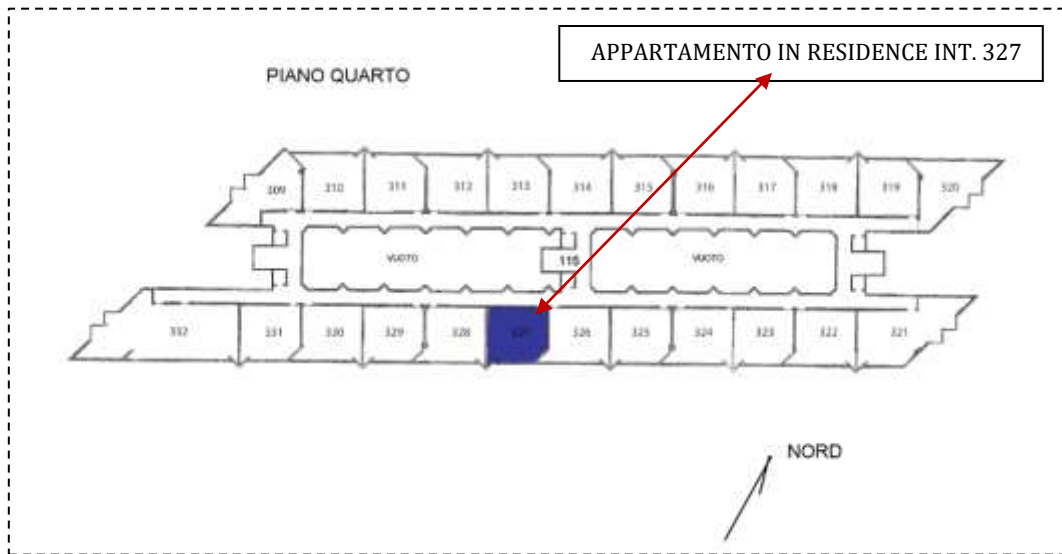 APPARTAMENTO IN RESIDENCE INT. 327
PIANO QUARTO
309 310 311 312 313 314 315 316 317 318 319 320
VUOTO 115 VUOTO
332 331 330 329 328 327 326 325 324 323 322 321
NORD